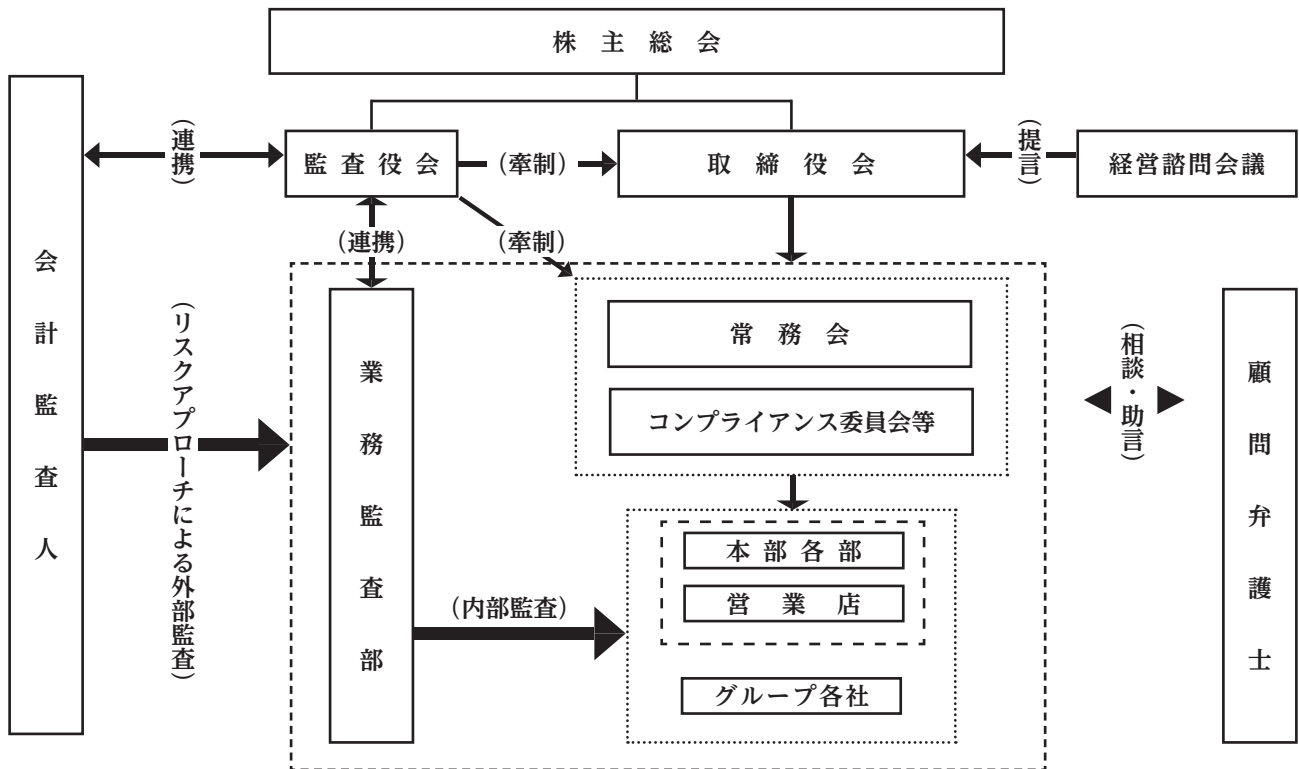 株主総会
(連携)
監査役会
(牽制)
取締役会
(提言)
経営諮問会議
(連携)
(牽制)
会計監査人
(リスクアプローチによる外部監査)
業務監査部
常務会
コンプライアンス委員会等
(相談・助言)
顧問弁護士
本部各部
営業店
(内部監査)
グループ各社